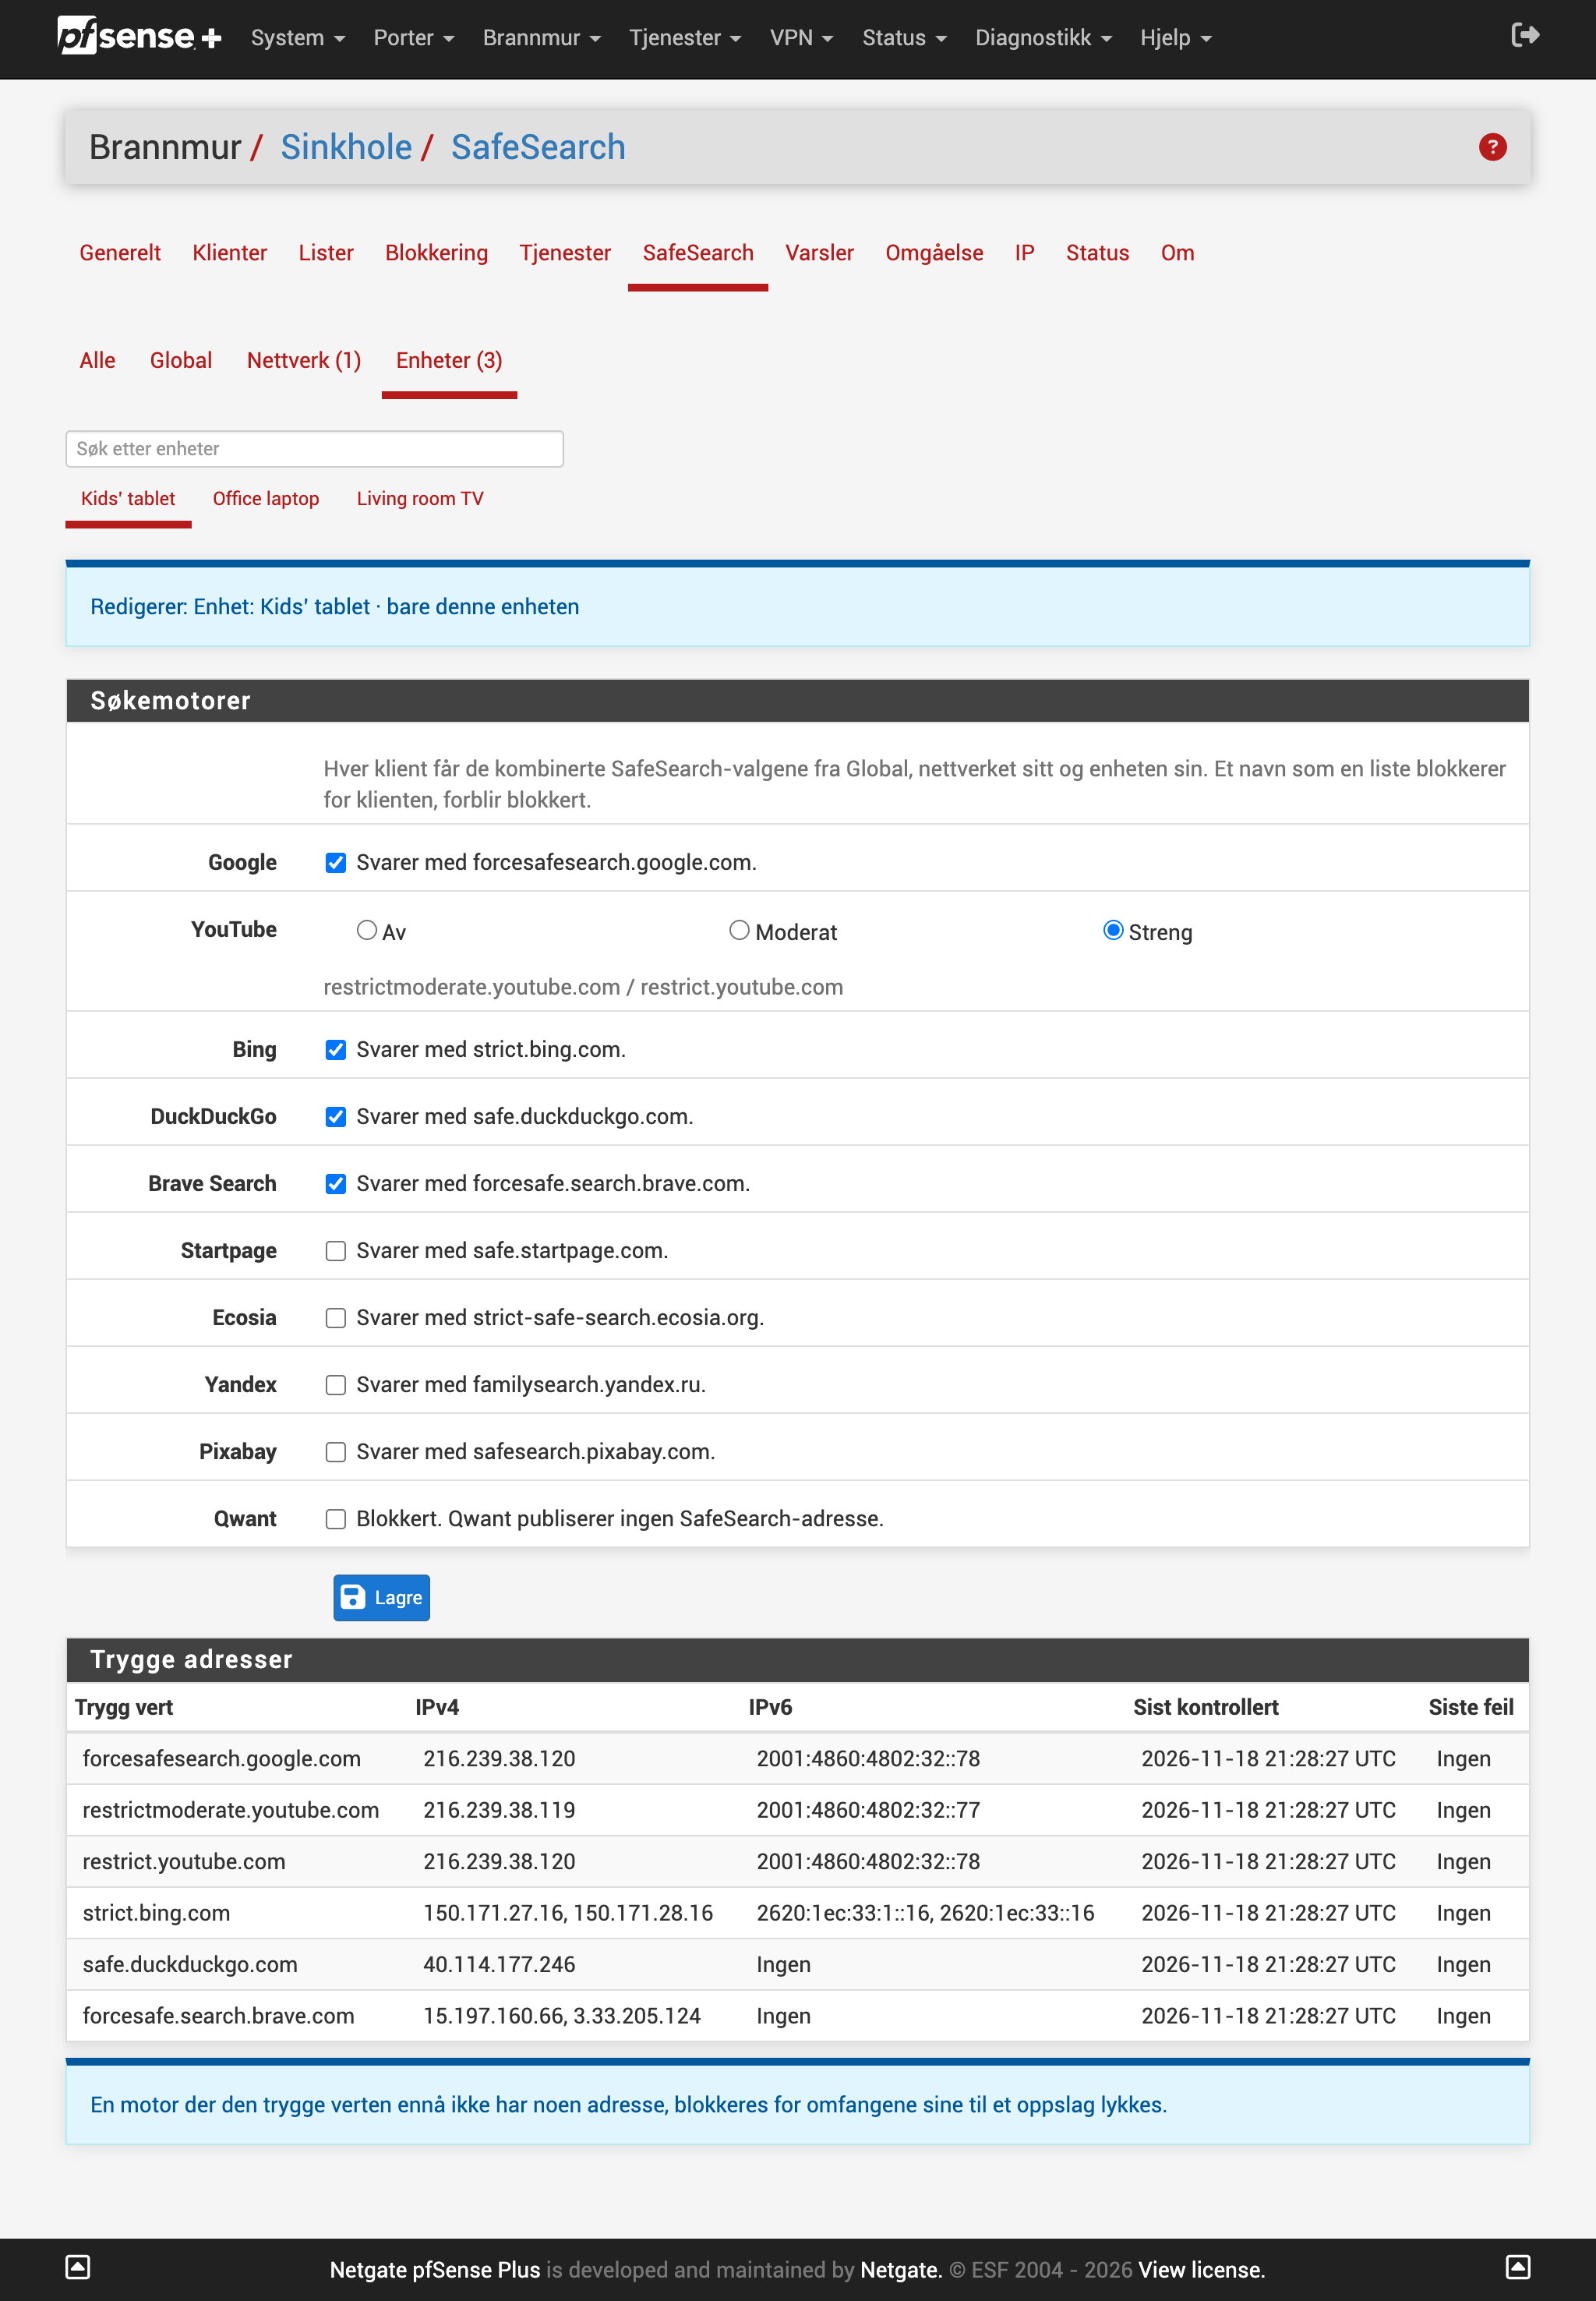 pfsense +
System
Porter
Brannmur
Tjenester
VPN
Status
Diagnostikk
Hjelp
Brannmur / Sinkhole / SafeSearch
?
Generelt Klienter Lister Blokkering Tjenester SafeSearch Varsler Omgåelse IP Status Om
Alle Global Nettverk (1) Enheter (3)
Søk etter enheter
Kids' tablet Office laptop Living room TV
Redigerer: Enhet: Kids' tablet · bare denne enheten
Søkemotorer
Hver klient får de kombinerte SafeSearch-valgene fra Global, nettverket sitt og enheten sin. Et navn som en liste blokkerer
for klienten, forblir blokkert.
Google Svarer med forcesafesearch.google.com.
YouTube Av Moderat Streng
restrictmoderate.youtube.com / restrict.youtube.com
Bing Svarer med strict.bing.com.
DuckDuckGo Svarer med safe.duckduckgo.com.
Brave Search Svarer med forcesafe.search.brave.com.
Startpage Svarer med safe.startpage.com.
Ecosia Svarer med strict-safe-search.ecosia.org.
Yandex Svarer med familysearch.yandex.ru.
Pixabay Svarer med safesearch.pixabay.com.
Qwant Blokkert. Qwant publiserer ingen SafeSearch-adresse.
Lagre
Trygge adresser
Trygg vert IPv4 IPv6 Sist kontrollert Siste feil
forcesafesearch.google.com 216.239.38.120 2001:4860:4802:32::78 2026-11-18 21:28:27 UTC Ingen
restrictmoderate.youtube.com 216.239.38.119 2001:4860:4802:32::77 2026-11-18 21:28:27 UTC Ingen
restrict.youtube.com 216.239.38.120 2001:4860:4802:32::78 2026-11-18 21:28:27 UTC Ingen
strict.bing.com 150.171.27.16, 150.171.28.16 2620:1ec:33:1::16, 2620:1ec:33::16 2026-11-18 21:28:27 UTC Ingen
safe.duckduckgo.com 40.114.177.246 Ingen 2026-11-18 21:28:27 UTC Ingen
forcesafe.search.brave.com 15.197.160.66, 3.33.205.124 Ingen 2026-11-18 21:28:27 UTC Ingen
En motor der den trygge verten ennå ikke har noen adresse, blokkeres for omfangene sine til et oppslag lykkes.
Netgate pfSense Plus is developed and maintained by Netgate. © ESF 2004 - 2026 View license.